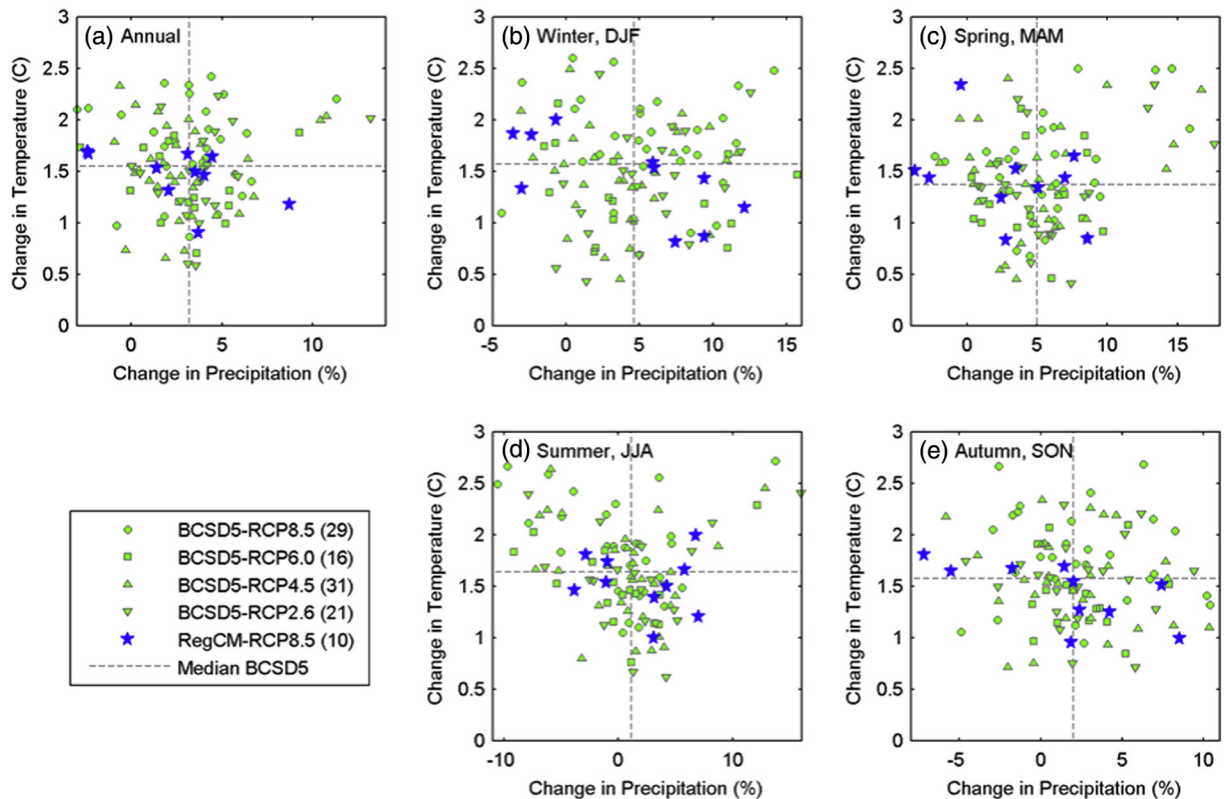 (a) Annual
3
2.5
2
1.5
1
0.5
0
Change in Temperature (C)
0 5 10
Change in Precipitation (%)
(b) Winter, DJF
3
2.5
2
1.5
1
0.5
0
Change in Temperature (C)
-5 0 5 10 15
Change in Precipitation (%)
(c) Spring, MAM
3
2.5
2
1.5
1
0.5
0
Change in Temperature (C)
0 5 10 15
Change in Precipitation (%)
BCSD5-RCP8.5 (29)
BCSD5-RCP6.0 (16)
BCSD5-RCP4.5 (31)
BCSD5-RCP2.6 (21)
RegCM-RCP8.5 (10)
Median BCSD5
(d) Summer, JJA
3
2.5
2
1.5
1
0.5
0
Change in Temperature (C)
-10 0 10
Change in Precipitation (%)
(e) Autumn, SON
3
2.5
2
1.5
1
0.5
0
Change in Temperature (C)
-5 0 5 10
Change in Precipitation (%)